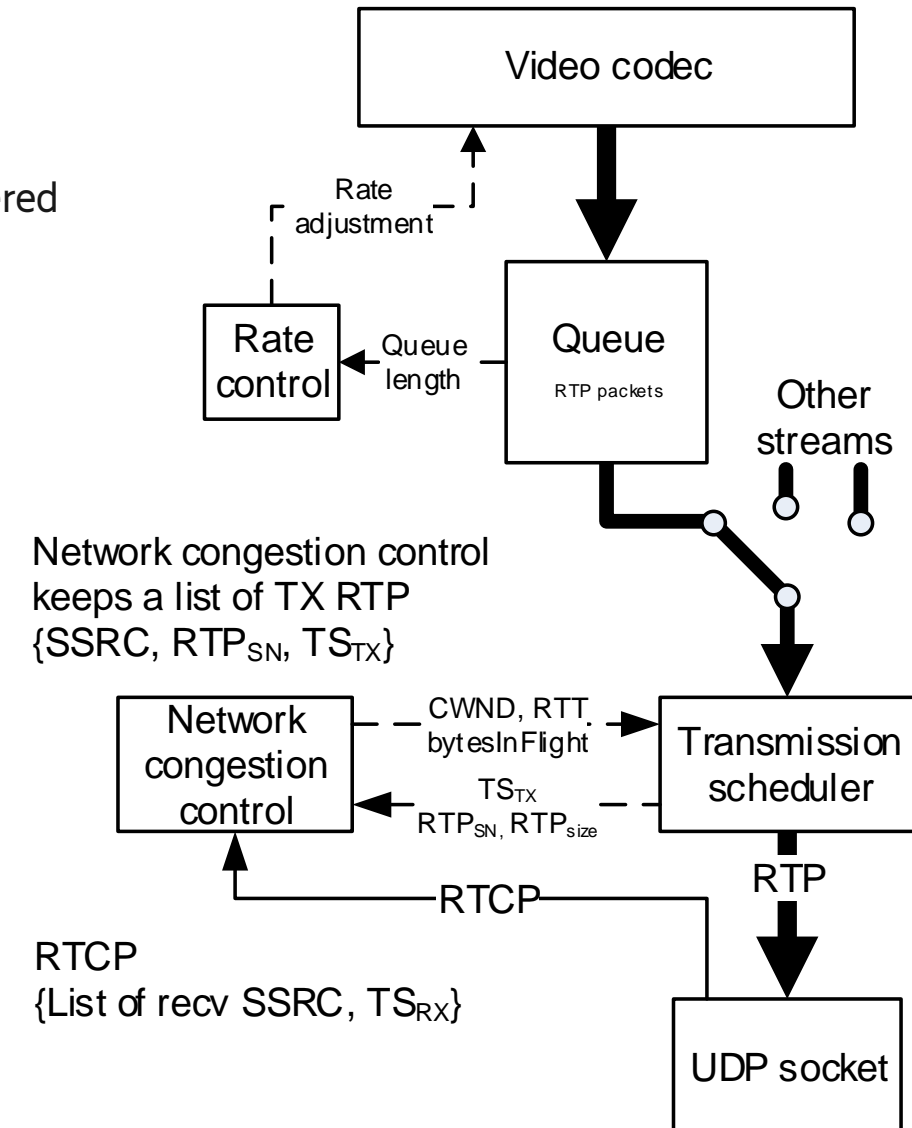 Video codec
ered
Rate
adjustment
Rate
control
Queue
length
Queue
RTP packets
Other
streams
Network congestion control
keeps a list of TX RTP
{SSRC, RTPSN, TSTX}
Network
congestion
control
CWND, RTT
bytesInFlight
TSTX
RTPSN, RTPsize
Transmission
scheduler
RTP
RTCP
RTCP
{List of recv SSRC, TSRX}
UDP socket